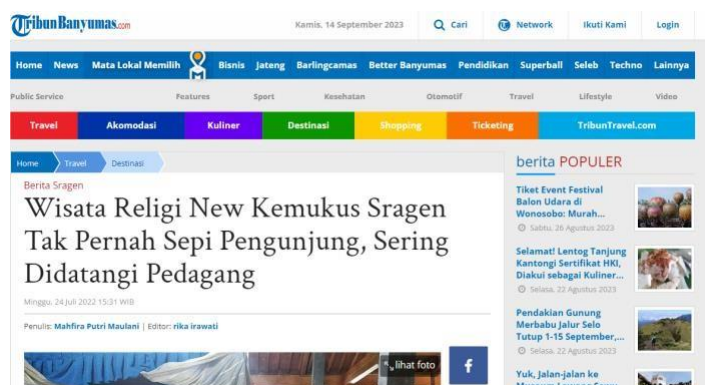 TribunBanyumas.com
Kamis, 14 September 2023 Cari Network Ikuti Kami Login
Home News Mata Lokal Memilih Bisnis Jateng Barlingcamas Better Banyumas Pendidikan Superball Seleb Techno Lainnya
Public Service Features Sport Kesehatan Otomotif Travel Lifestyle Video
Travel Akomodasi Kuliner Destinasi Shopping Ticketing TribunTravel.com
Home Travel Destinasi
Berita Sragen
Wisata Religi New Kemukus Sragen
Tak Pernah Sepi Pengunjung, Sering
Didatangi Pedagang
Minggu, 24 Juli 2022 15:31 WIB
Penulis: Mahfira Putri Maulani | Editor: rika irawati
lihat foto
f
berita POPULER
Tiket Event Festival
Balon Udara di
Wonosobo: Murah...
Sabtu, 26 Agustus 2023
Selamat! Lentog Tanjung
Kantongi Sertifikat HKI,
Diakui sebagai Kuliner...
Selasa, 22 Agustus 2023
Pendakian Gunung
Merbabu Jalur Selo
Tutup 1-15 September,...
Selasa, 22 Agustus 2023
Yuk, Jalan-jalan ke